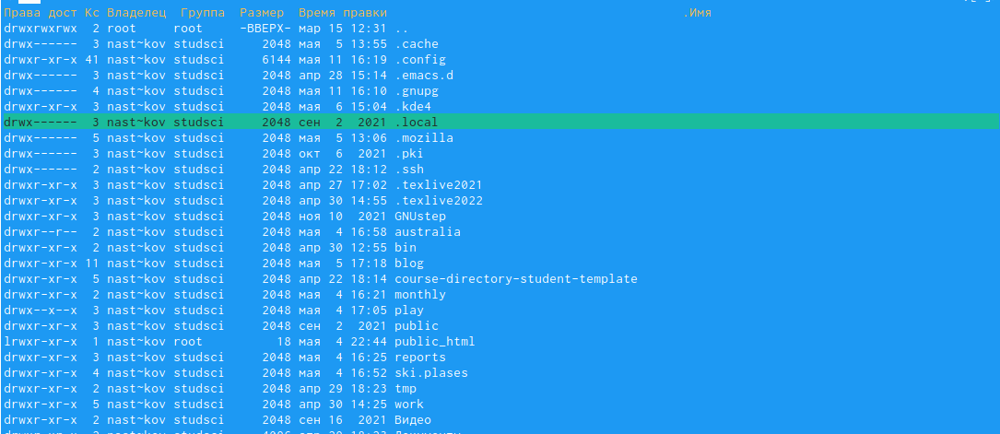 Права дост Кс Владелец  Группа  Размер  Время правки .Имя
drwxrwxrwx  2 root     root     -ВВЕРХ- мар 15 12:31 ..
drwx------  3 nast~kov studsci     2048 мая  5 13:55 .cache
drwxr-xr-x 41 nast~kov studsci     6144 мая 11 16:19 .config
drwx------  3 nast~kov studsci     2048 апр 28 15:14 .emacs.d
drwx------  4 nast~kov studsci     2048 мая 11 16:10 .gnupg
drwxr-xr-x  3 nast~kov studsci     2048 мая  6 15:04 .kde4
drwx------  3 nast~kov studsci     2048 сен  2  2021 .local
drwx------  5 nast~kov studsci     2048 мая  5 13:06 .mozilla
drwx------  3 nast~kov studsci     2048 окт  6  2021 .pki
drwx------  2 nast~kov studsci     2048 апр 22 18:12 .ssh
drwxr-xr-x  3 nast~kov studsci     2048 апр 27 17:02 .texlive2021
drwxr-xr-x  3 nast~kov studsci     2048 апр 30 14:55 .texlive2022
drwxr-xr-x  3 nast~kov studsci     2048 ноя 10  2021 GNUstep
drwxr--r--  2 nast~kov studsci     2048 мая  4 16:58 australia
drwxr-xr-x  2 nast~kov studsci     2048 апр 30 12:55 bin
drwxr-xr-x 11 nast~kov studsci     2048 мая  5 17:18 blog
drwxr-xr-x  5 nast~kov studsci     2048 апр 22 18:14 course-directory-student-template
drwxr-xr-x  2 nast~kov studsci     2048 мая  4 16:21 monthly
drwx--x--x  3 nast~kov studsci     2048 мая  4 17:05 play
drwxr-xr-x  3 nast~kov studsci     2048 сен  2  2021 public
lrwxr-xr-x  1 nast~kov root          18 мая  4 22:44 public_html
drwxr-xr-x  3 nast~kov studsci     2048 мая  4 16:25 reports
drwxr-xr-x  4 nast~kov studsci     2048 мая  4 16:52 ski.plases
drwxr-xr-x  2 nast~kov studsci     2048 апр 29 18:23 tmp
drwxr-xr-x  5 nast~kov studsci     2048 апр 30 14:25 work
drwxr-xr-x  2 nast~kov studsci     2048 сен 16  2021 Видео